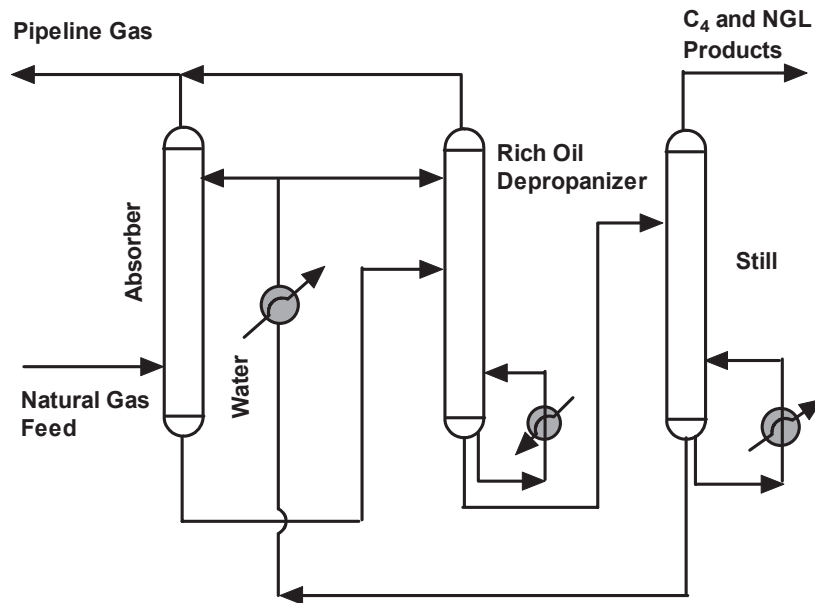 Pipeline Gas
C₄ and NGL
Products
Rich Oil
Depropanizer
Absorber
Still
Water
Natural Gas
Feed